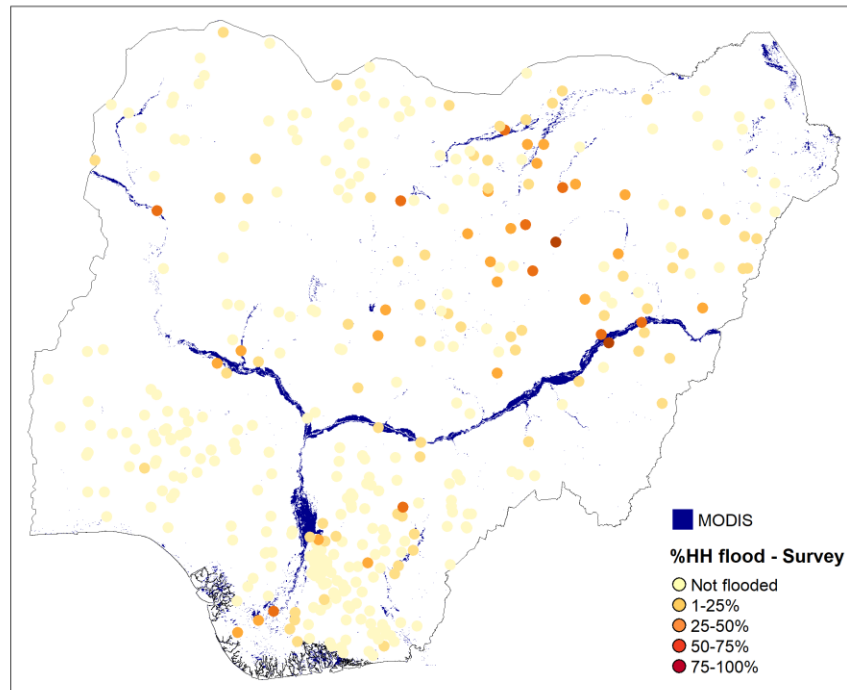 MODIS
%HH flood - Survey
Not flooded
1-25%
25-50%
50-75%
75-100%